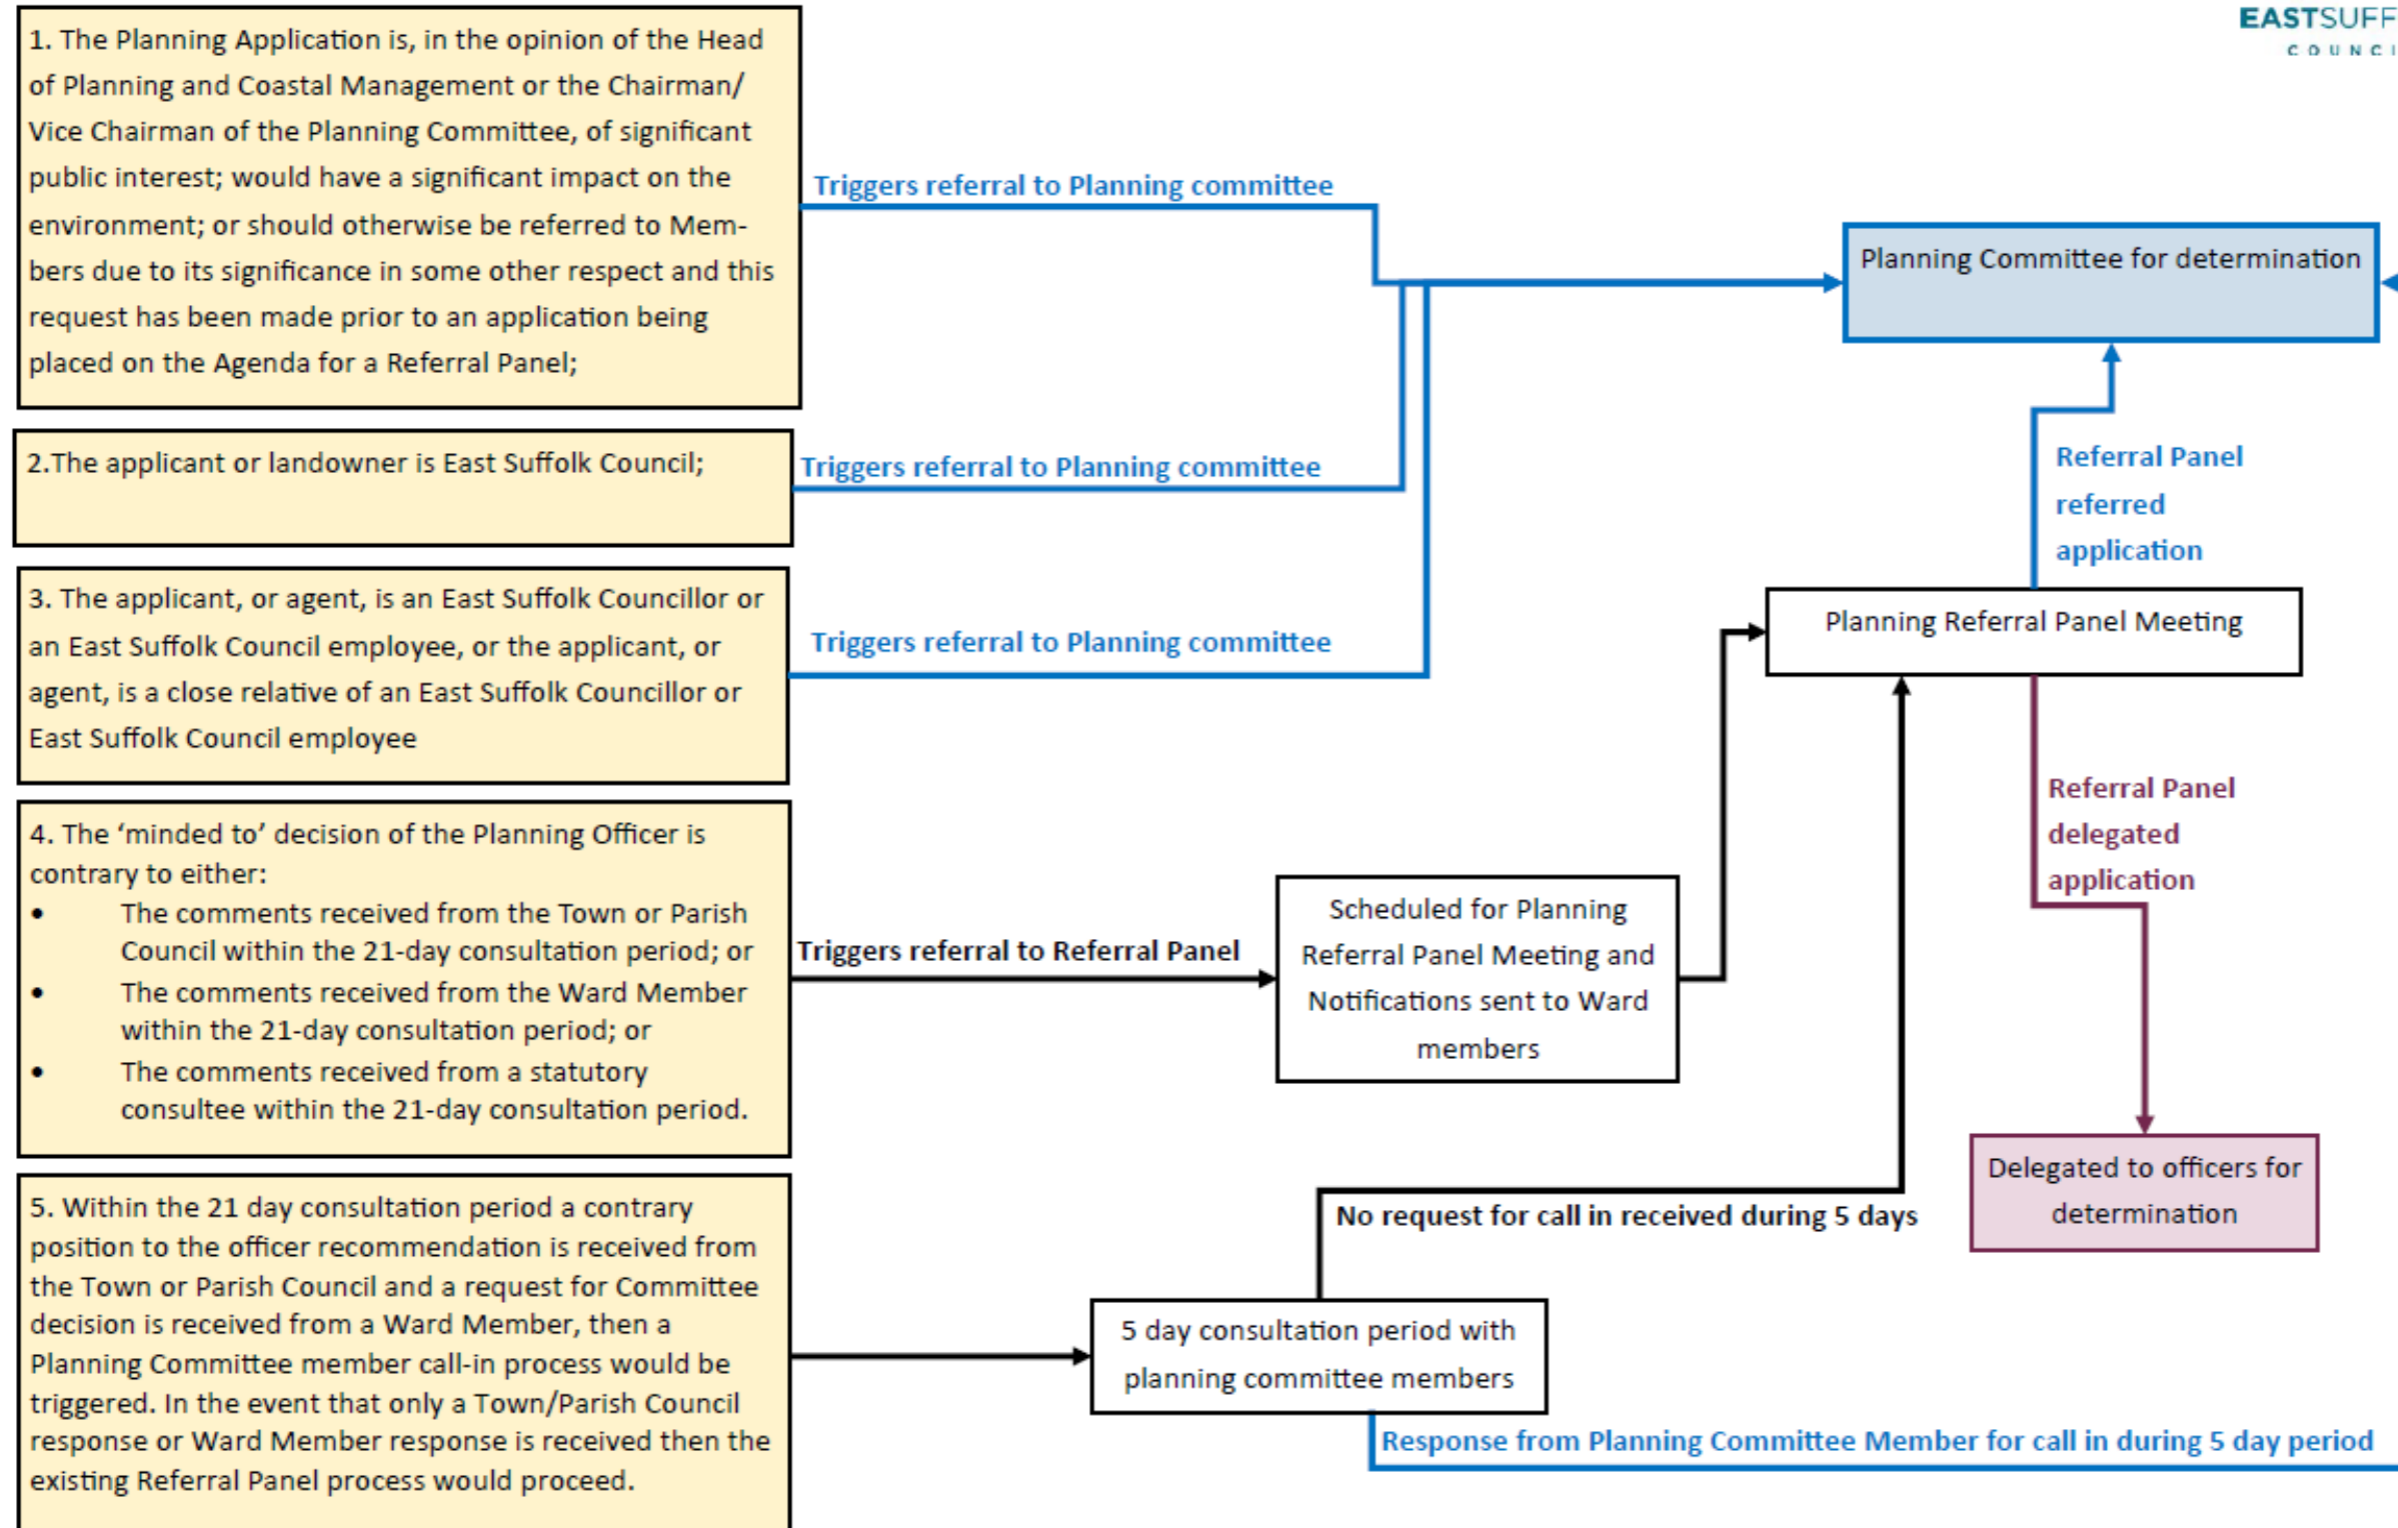 EASTSUFF
COUNCI
1. The Planning Application is, in the opinion of the Head
of Planning and Coastal Management or the Chairman/
Vice Chairman of the Planning Committee, of significant
public interest; would have a significant impact on the
environment; or should otherwise be referred to Mem-
bers due to its significance in some other respect and this
request has been made prior to an application being
placed on the Agenda for a Referral Panel;
Triggers referral to Planning committee
Planning Committee for determination
2.The applicant or landowner is East Suffolk Council;
Triggers referral to Planning committee
Referral Panel
referred
application
3. The applicant, or agent, is an East Suffolk Councillor or
an East Suffolk Council employee, or the applicant, or
agent, is a close relative of an East Suffolk Councillor or
East Suffolk Council employee
Triggers referral to Planning committee
Planning Referral Panel Meeting
Referral Panel
delegated
application
4. The ‘minded to’ decision of the Planning Officer is
contrary to either:
• The comments received from the Town or Parish
Council within the 21-day consultation period; or
• The comments received from the Ward Member
within the 21-day consultation period; or
• The comments received from a statutory
consultee within the 21-day consultation period.
Triggers referral to Referral Panel
Scheduled for Planning
Referral Panel Meeting and
Notifications sent to Ward
members
Delegated to officers for
determination
5. Within the 21 day consultation period a contrary
position to the officer recommendation is received from
the Town or Parish Council and a request for Committee
decision is received from a Ward Member, then a
Planning Committee member call-in process would be
triggered. In the event that only a Town/Parish Council
response or Ward Member response is received then the
existing Referral Panel process would proceed.
No request for call in received during 5 days
5 day consultation period with
planning committee members
Response from Planning Committee Member for call in during 5 day period